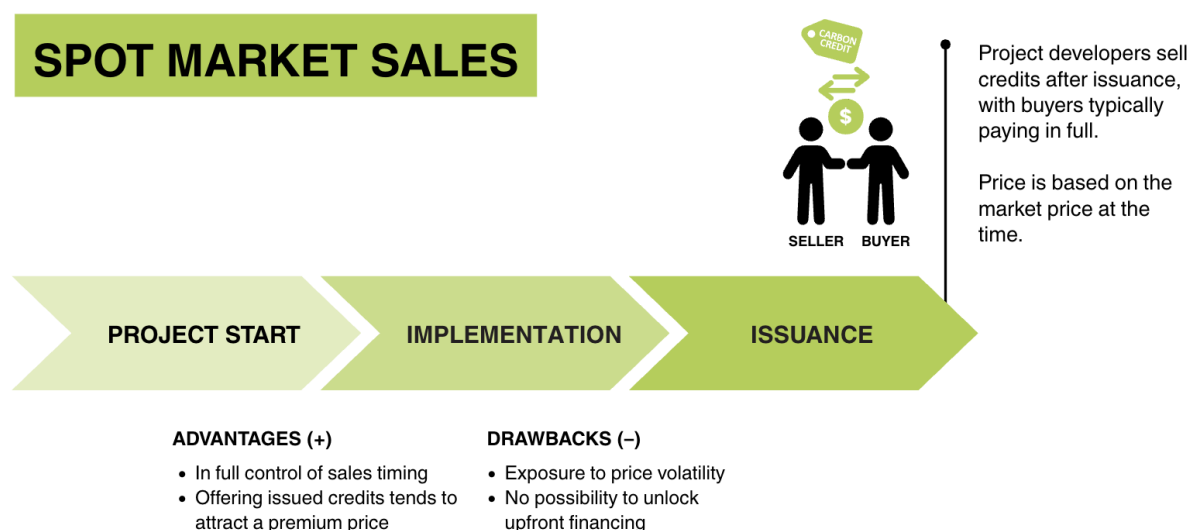 SPOT MARKET SALES
CARBON
CREDIT
$
SELLER BUYER
Project developers sell
credits after issuance,
with buyers typically
paying in full.
Price is based on the
market price at the
time.
PROJECT START
IMPLEMENTATION
ISSUANCE
ADVANTAGES (+)
• In full control of sales timing
• Offering issued credits tends to
attract a premium price
DRAWBACKS (–)
• Exposure to price volatility
• No possibility to unlock
upfront financing